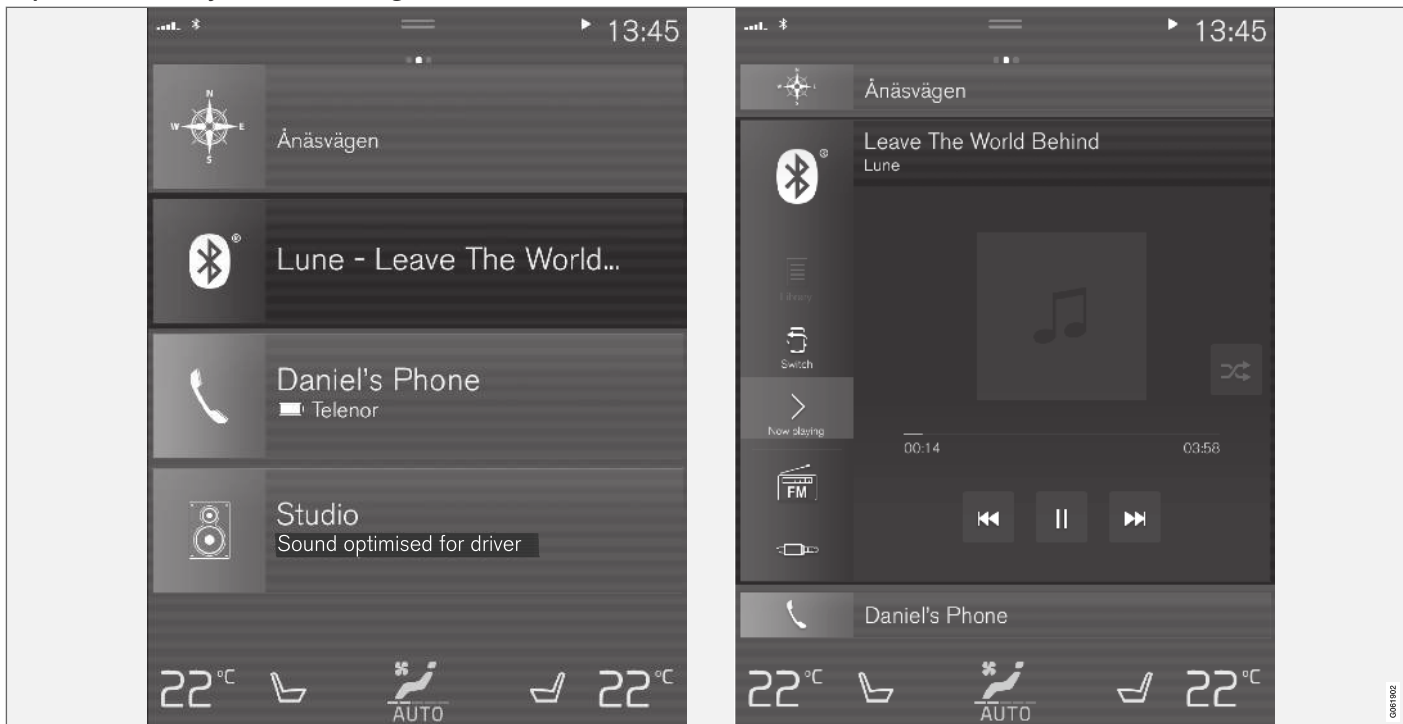 13:45
N
W E
S
Ånäsvägen
®
Lune - Leave The World...
Daniel's Phone
Telenor
Studio
Sound optimised for driver
22°C
AUTO
22°C
13:45
Ånäsvägen
®
Leave The World Behind
Lune
Library
Switch
Now playing
00:14
03:58
FM
Daniel's Phone
22°C
AUTO
22°C
G061902